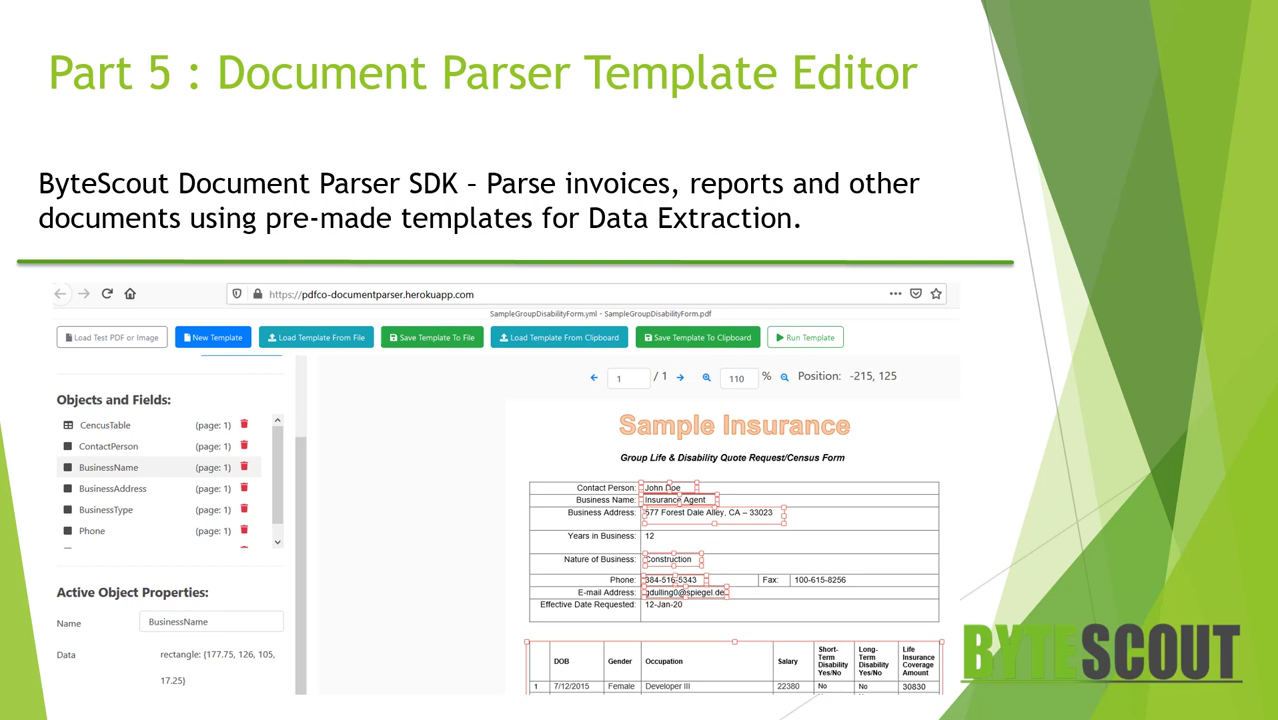 Part 5 : Document Parser Template Editor
ByteScout Document Parser SDK – Parse invoices, reports and other
documents using pre-made templates for Data Extraction.
https://pdfco-documentparser.herokuapp.com
SampleGroupDisabilityForm.yml - SampleGroupDisabilityForm.pdf
Load Test PDF or Image New Template Load Template From File Save Template To File Load Template From Clipboard Save Template To Clipboard Run Template
1 / 1 110 % Position: -215, 125
Objects and Fields:
CencusTable (page: 1)
ContactPerson (page: 1)
BusinessName (page: 1)
BusinessAddress (page: 1)
BusinessType (page: 1)
Phone (page: 1)
Active Object Properties:
Name BusinessName
Data rectangle: {177.75, 126, 105,
17.25}
Sample Insurance
Group Life & Disability Quote Request/Census Form
Contact Person: John Doe
Business Name: Insurance Agent
Business Address: 577 Forest Dale Alley, CA – 33023
Years in Business: 12
Nature of Business: Construction
Phone: 384-516-5343 Fax: 100-615-8256
E-mail Address: gdulling0@spiegel.de
Effective Date Requested: 12-Jan-20
DOB Gender Occupation Salary Short-Term Disability Yes/No Long-Term Disability Yes/No Life Insurance Coverage Amount
1 7/12/2015 Female Developer III 22380 No No 30830
BYTESCOUT